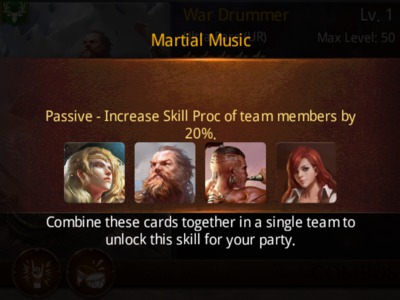 War Drummer
Lv. 1
Martial Music
(UR)
Max Level: 50
Passive - Increase Skill Proc of team members by
20%.
Combine these cards together in a single team to
unlock this skill for your party.